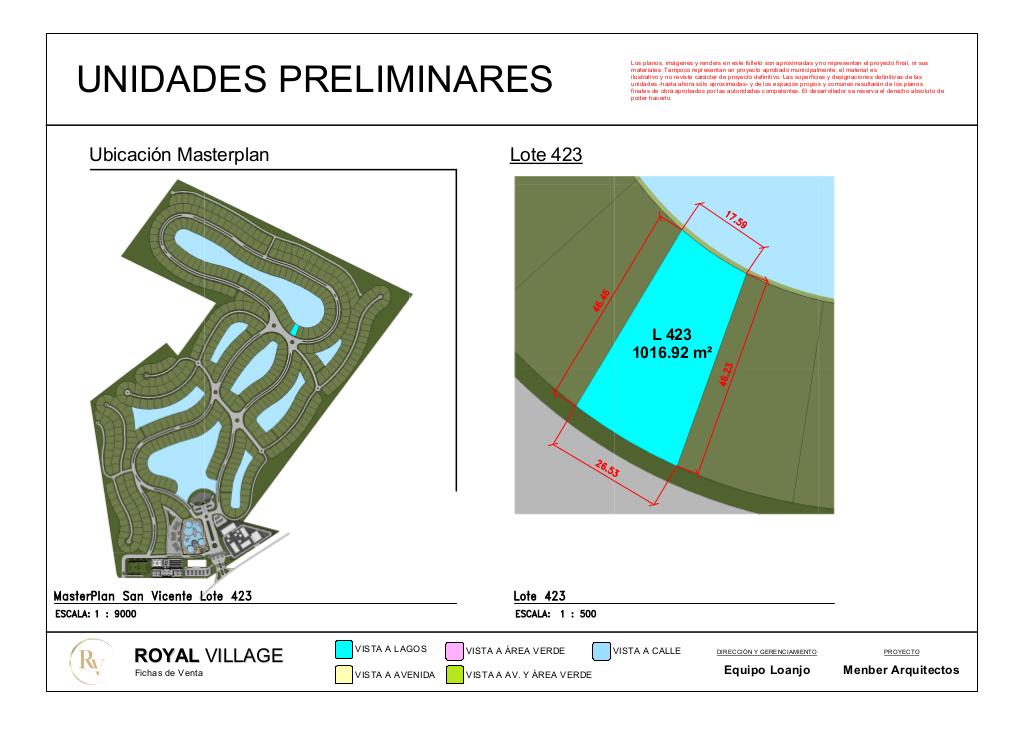 UNIDADES PRELIMINARES
Los planos, imágenes y renders en este folleto son aproximadas y no representan el proyecto final, ni sus
materiales. Tampoco representan un proyecto aprobado municipalmente, el material es
ilustrativo y no reviste carácter de proyecto definitivo. Las superficies y designaciones definitivas de las
unidades -hasta ahora sólo aproximadas- y de los espacios propios y comunes resultarán de los planos
finales de obra aprobados por las autoridades competentes. El desarrollador se reserva el derecho absoluto de
poder hacerlo.
Ubicación Masterplan
Lote 423
17.59
46.46
L 423
1016.92 m²
46.23
26.53
MasterPlan San Vicente Lote 423
ESCALA: 1 : 9000
Lote 423
ESCALA: 1 : 500
RV
ROYAL VILLAGE
Fichas de Venta
VISTA A LAGOS
VISTA A ÁREA VERDE
VISTA A CALLE
VISTA A AVENIDA
VISTA A AV. Y ÁREA VERDE
DIRECCIÓN Y GERENCIAMIENTO
Equipo Loanjo
PROYECTO
Menber Arquitectos